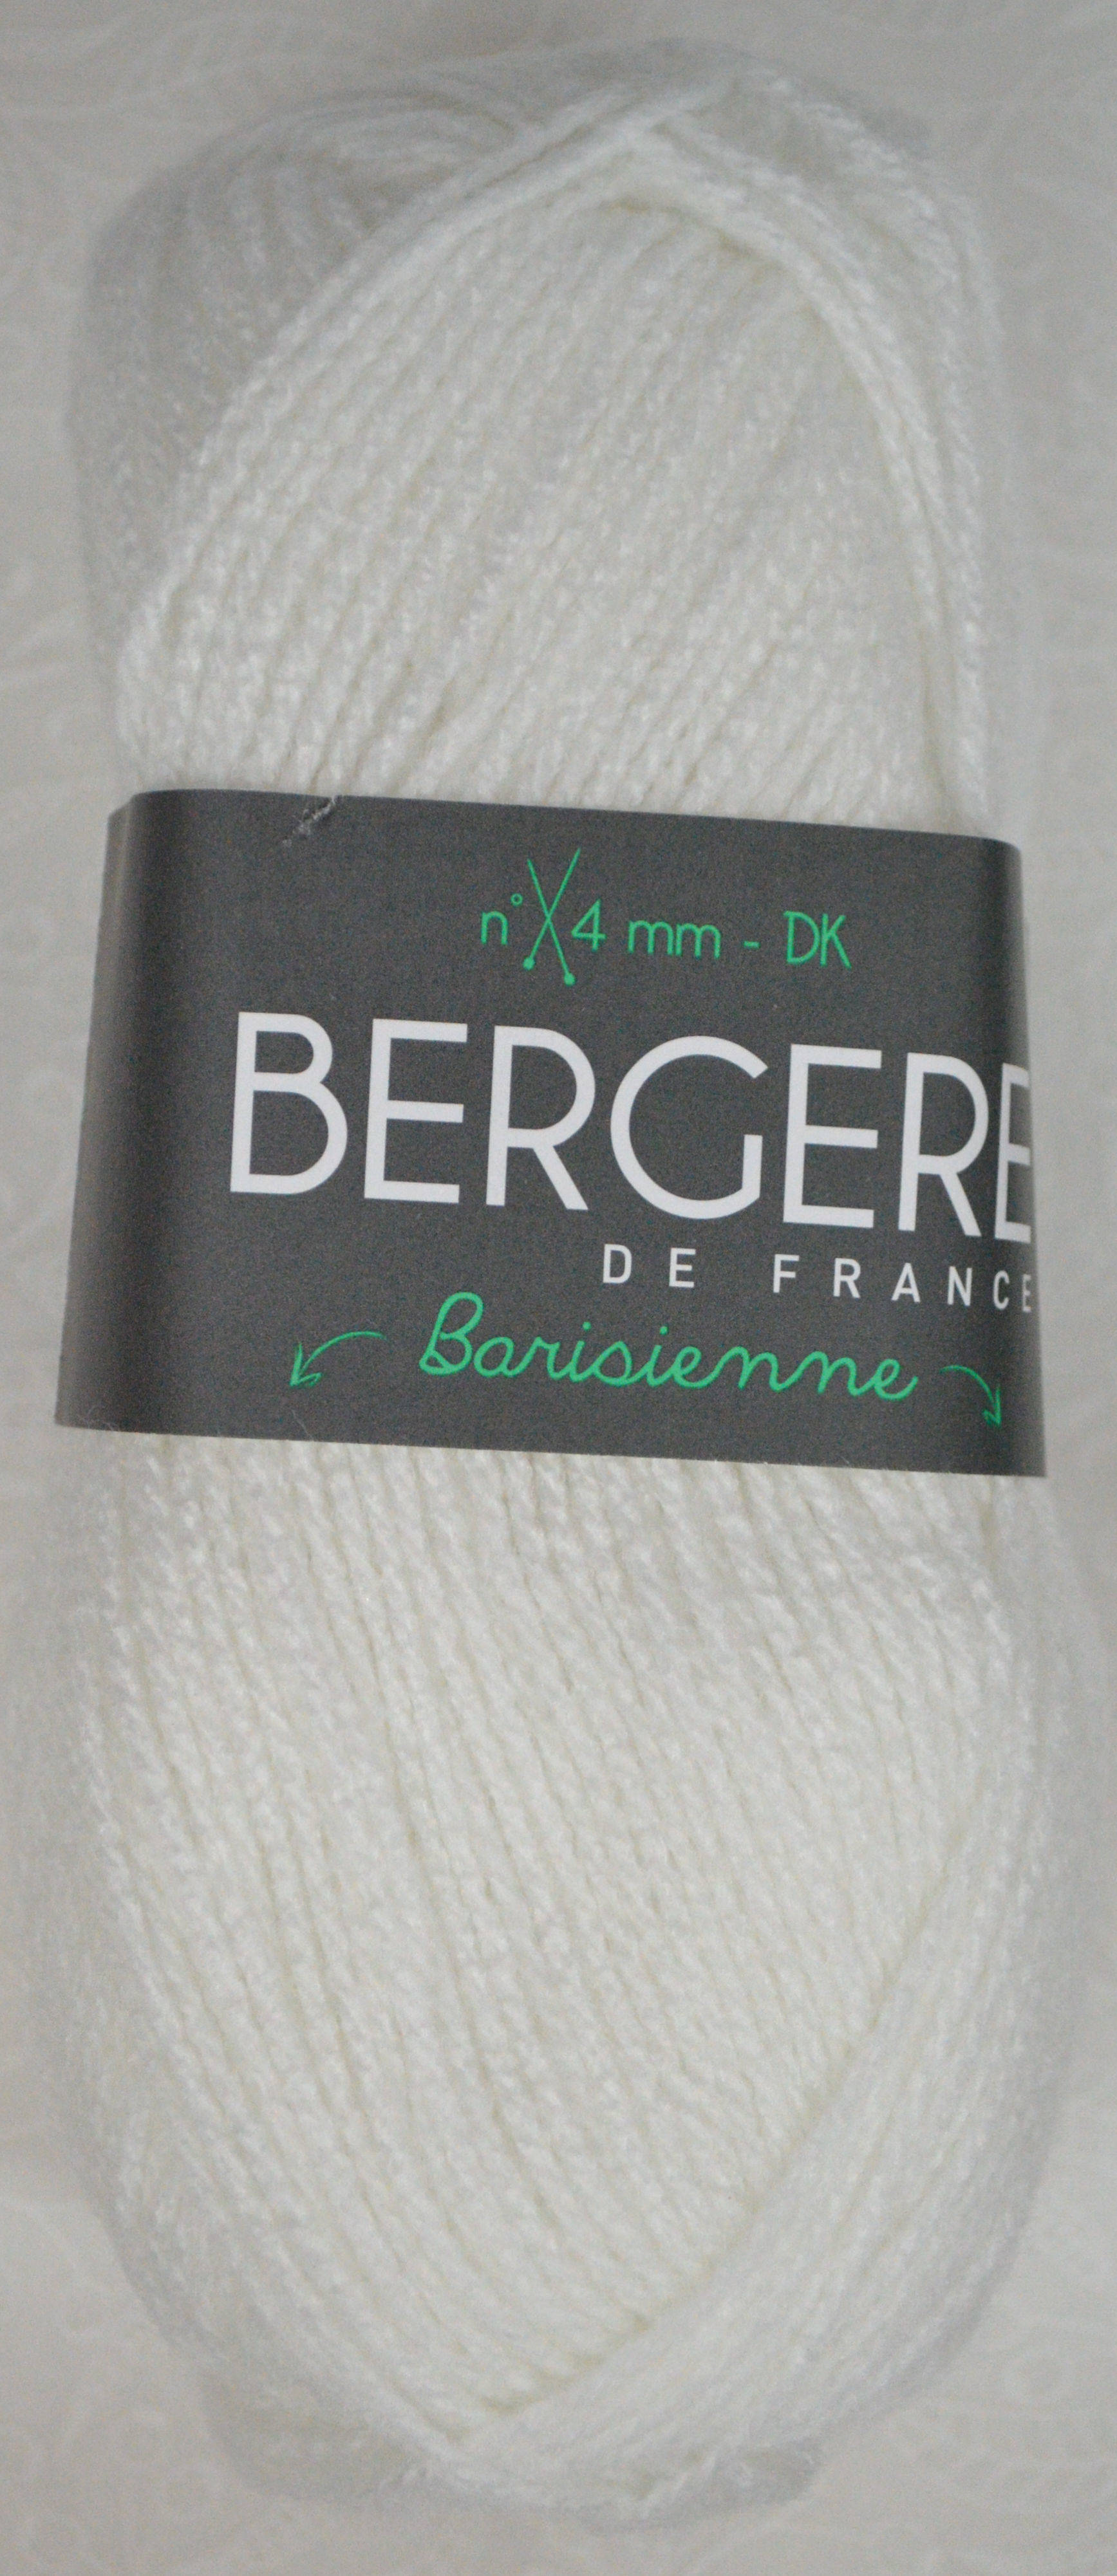 n° 4 mm - DK
BERGERE
DE FRANCE
Barisienne